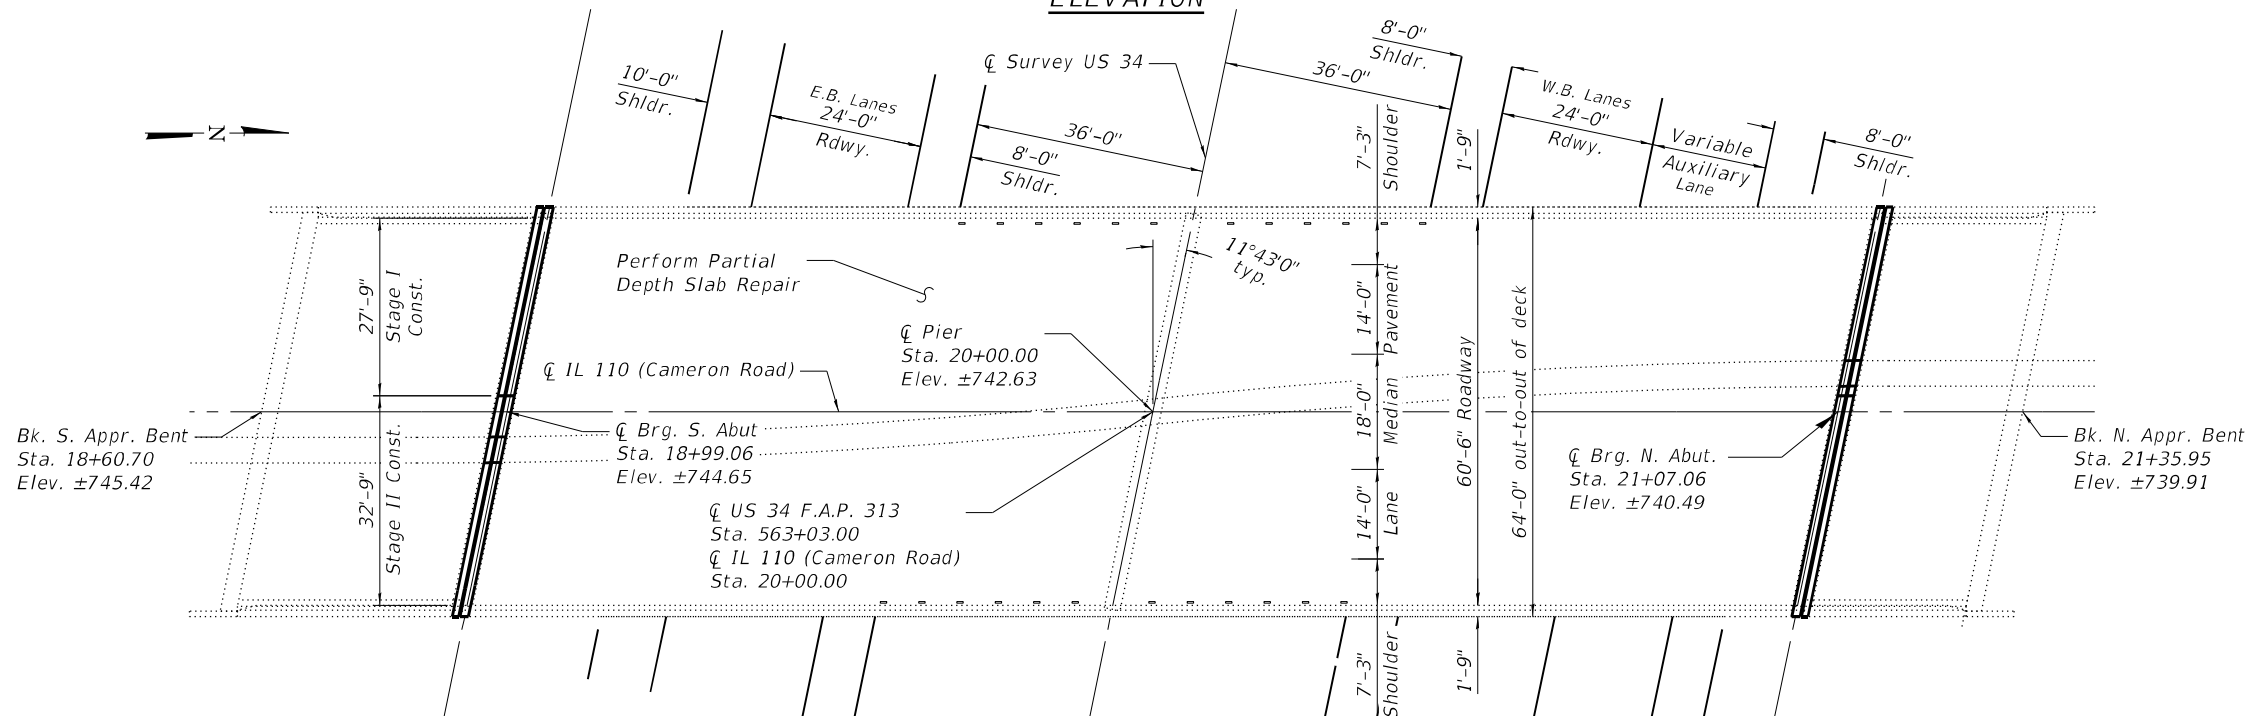 ELEVATION
10'-0"
Shldr.
E.B. Lanes
24'-0"
Rdwy.
℄ Survey US 34
36'-0"
8'-0"
Shldr.
8'-0"
Shldr.
36'-0"
W.B. Lanes
24'-0"
Rdwy.
Variable
Auxiliary
Lane
8'-0"
Shldr.
N
7'-3"
Shoulder
1'-9"
27'-9"
Stage I
Const.
Perform Partial
Depth Slab Repair
11°43'0"
typ.
14'-0"
Pavement
℄ Pier
Sta. 20+00.00
Elev. ±742.63
℄ IL 110 (Cameron Road)
18'-0"
Median
60'-6" Roadway
64'-0" out-to-out of deck
Bk. S. Appr. Bent
Sta. 18+60.70
Elev. ±745.42
℄ Brg. S. Abut
Sta. 18+99.06
Elev. ±744.65
32'-9"
Stage II Const.
℄ US 34 F.A.P. 313
Sta. 563+03.00
℄ IL 110 (Cameron Road)
Sta. 20+00.00
14'-0"
Lane
℄ Brg. N. Abut.
Sta. 21+07.06
Elev. ±740.49
Bk. N. Appr. Bent
Sta. 21+35.95
Elev. ±739.91
7'-3"
Shoulder
1'-9"